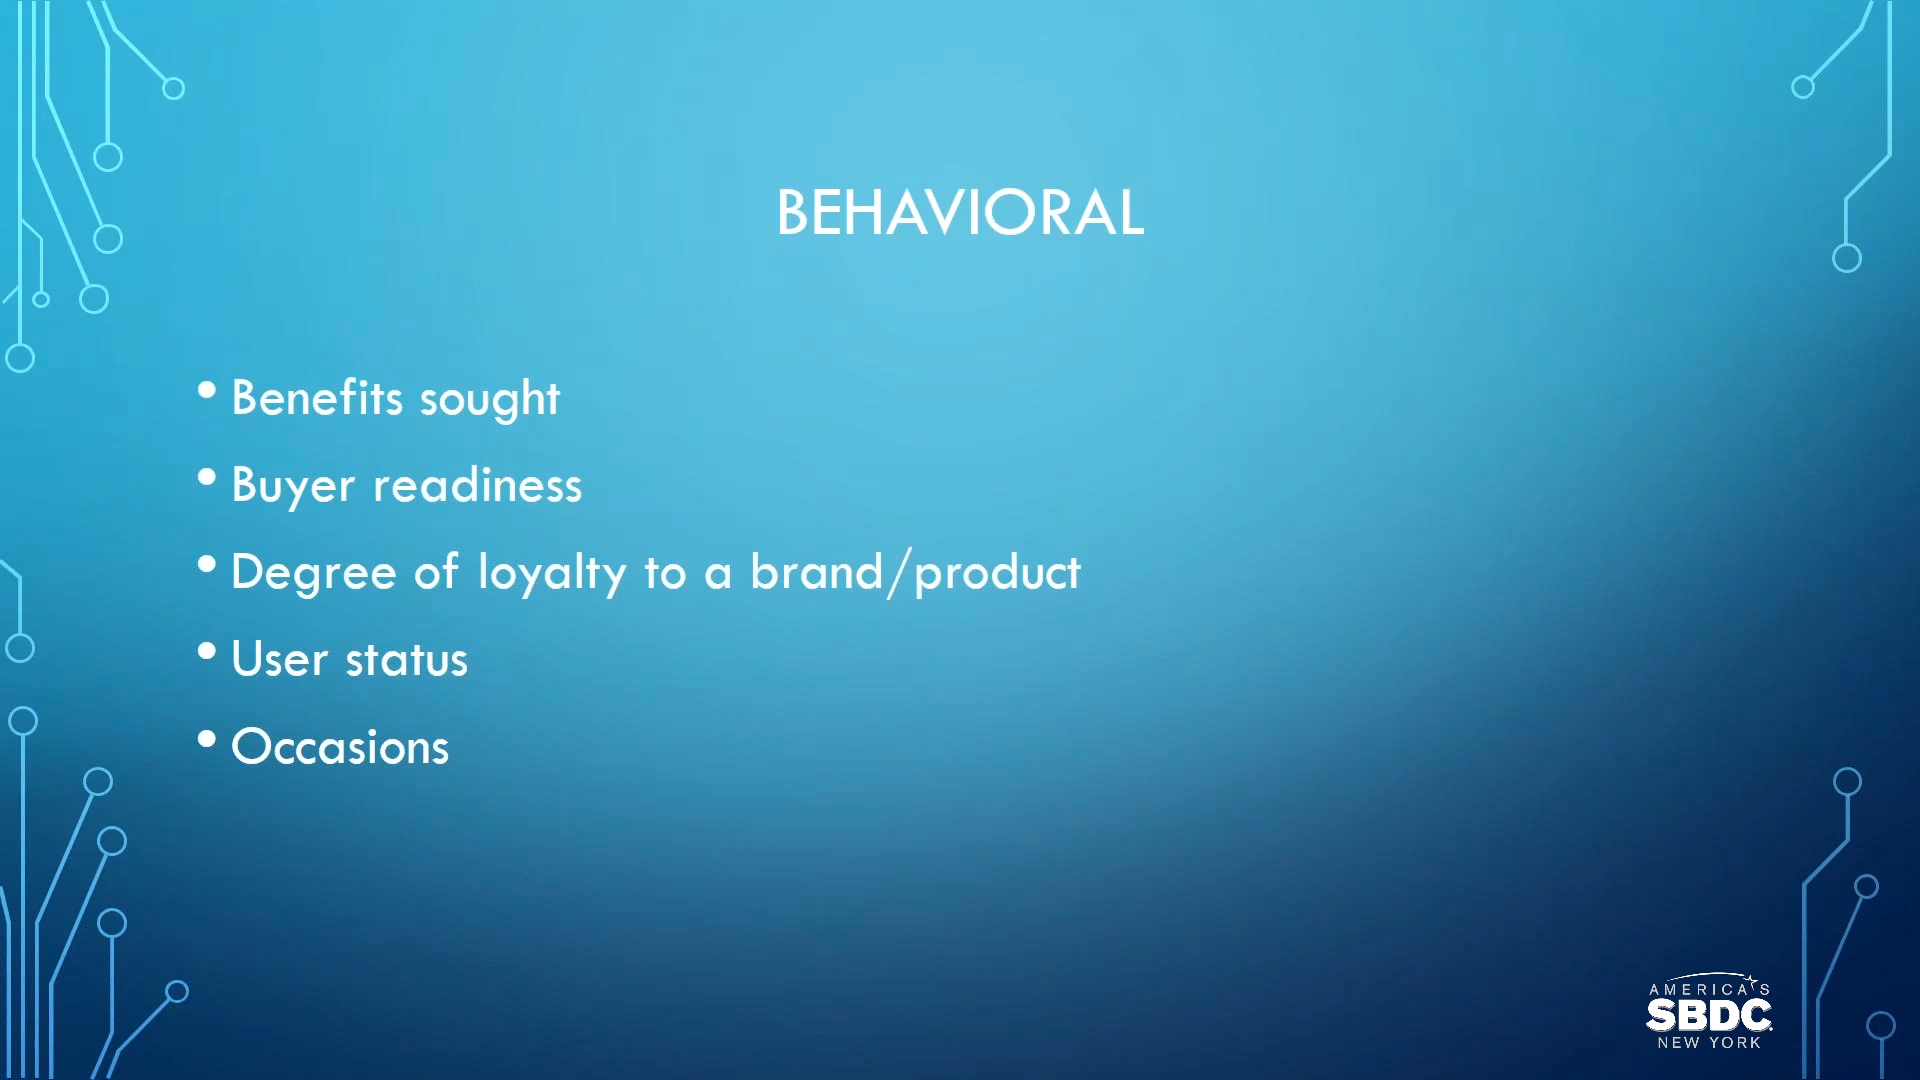 BEHAVIORAL
• Benefits sought
• Buyer readiness
• Degree of loyalty to a brand/product
• User status
• Occasions
AMERICA'S
SBDC
NEW YORK